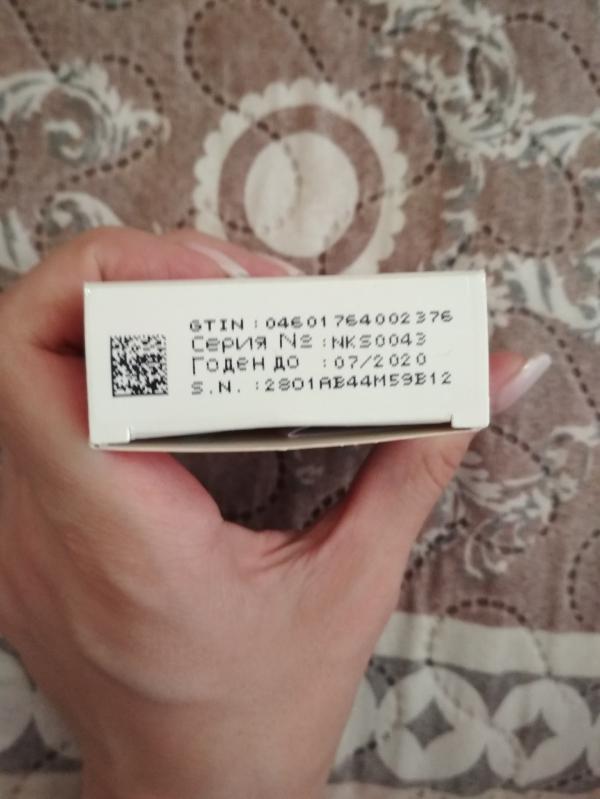 GTIN : 04601764002376
Серия № : NKS0043
Годен до : 07/2020
S.N. : 2801AB44M59B12